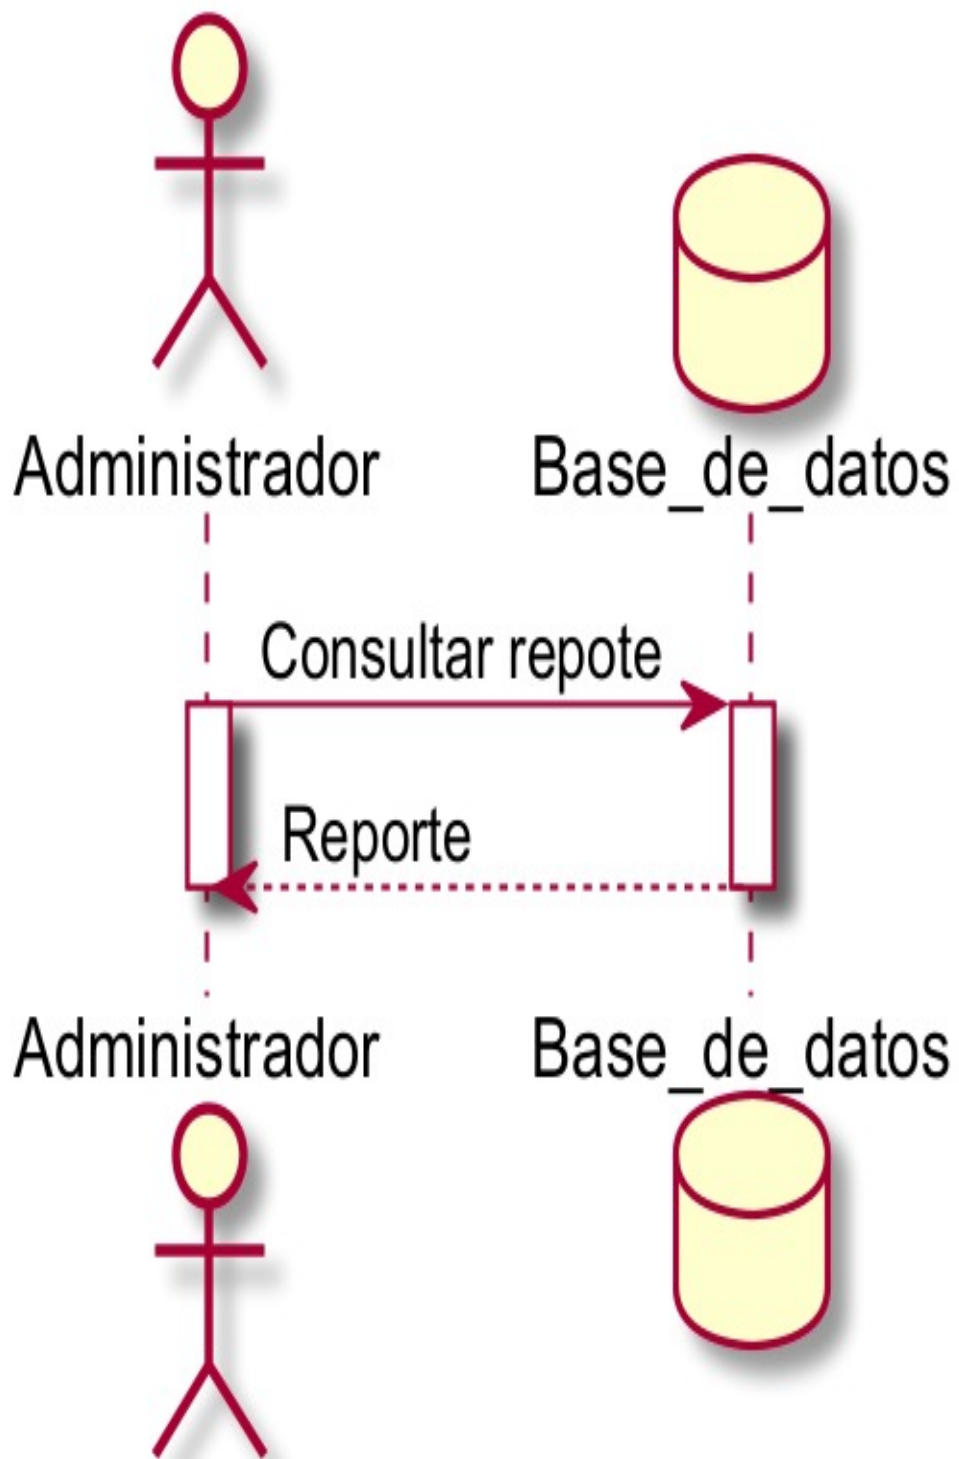 Administrador
Base_de_datos
Consultar repote
Reporte
Administrador
Base_de_datos